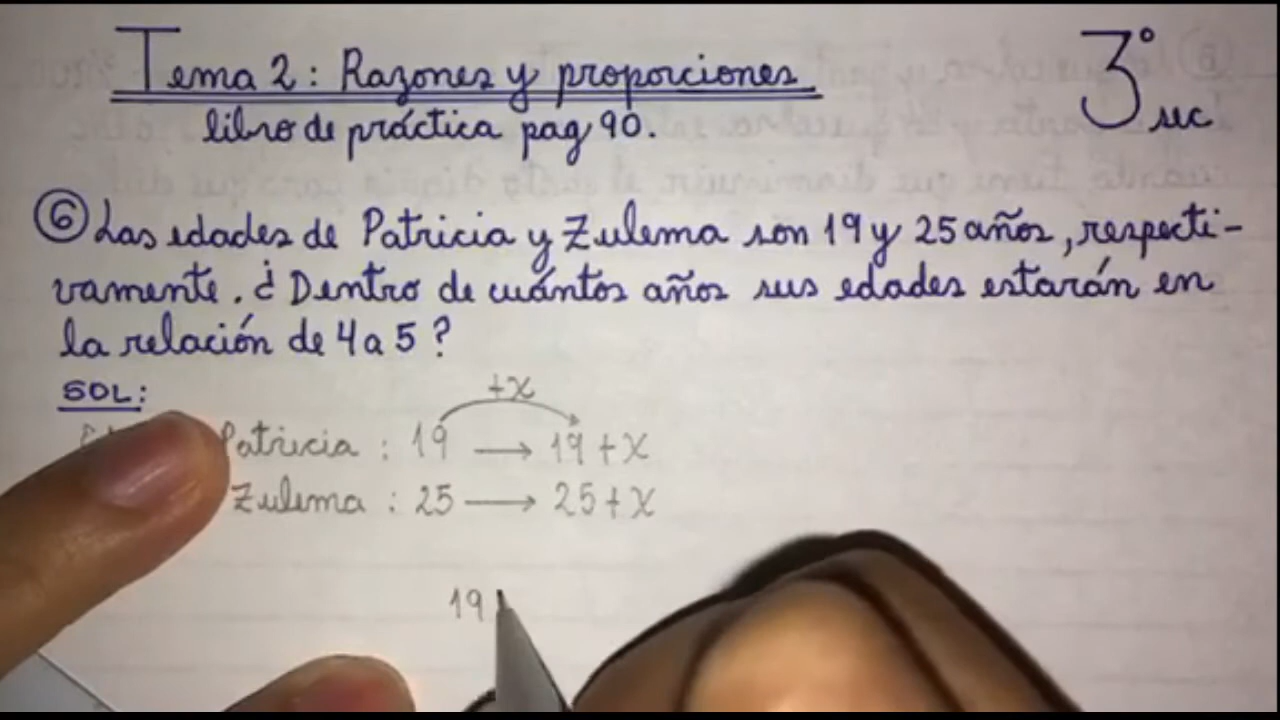 Tema 2: Razones y proporciones
3° sec
libro de práctica pag 90.
⑥ Las edades de Patricia y Zulema son 19 y 25 años, respecti-
vamente. ¿Dentro de cuántos años sus edades estarán en
la relación de 4 a 5?
SOL:
+x
Patricia : 19 → 19+x
Zulema : 25 → 25+x
19